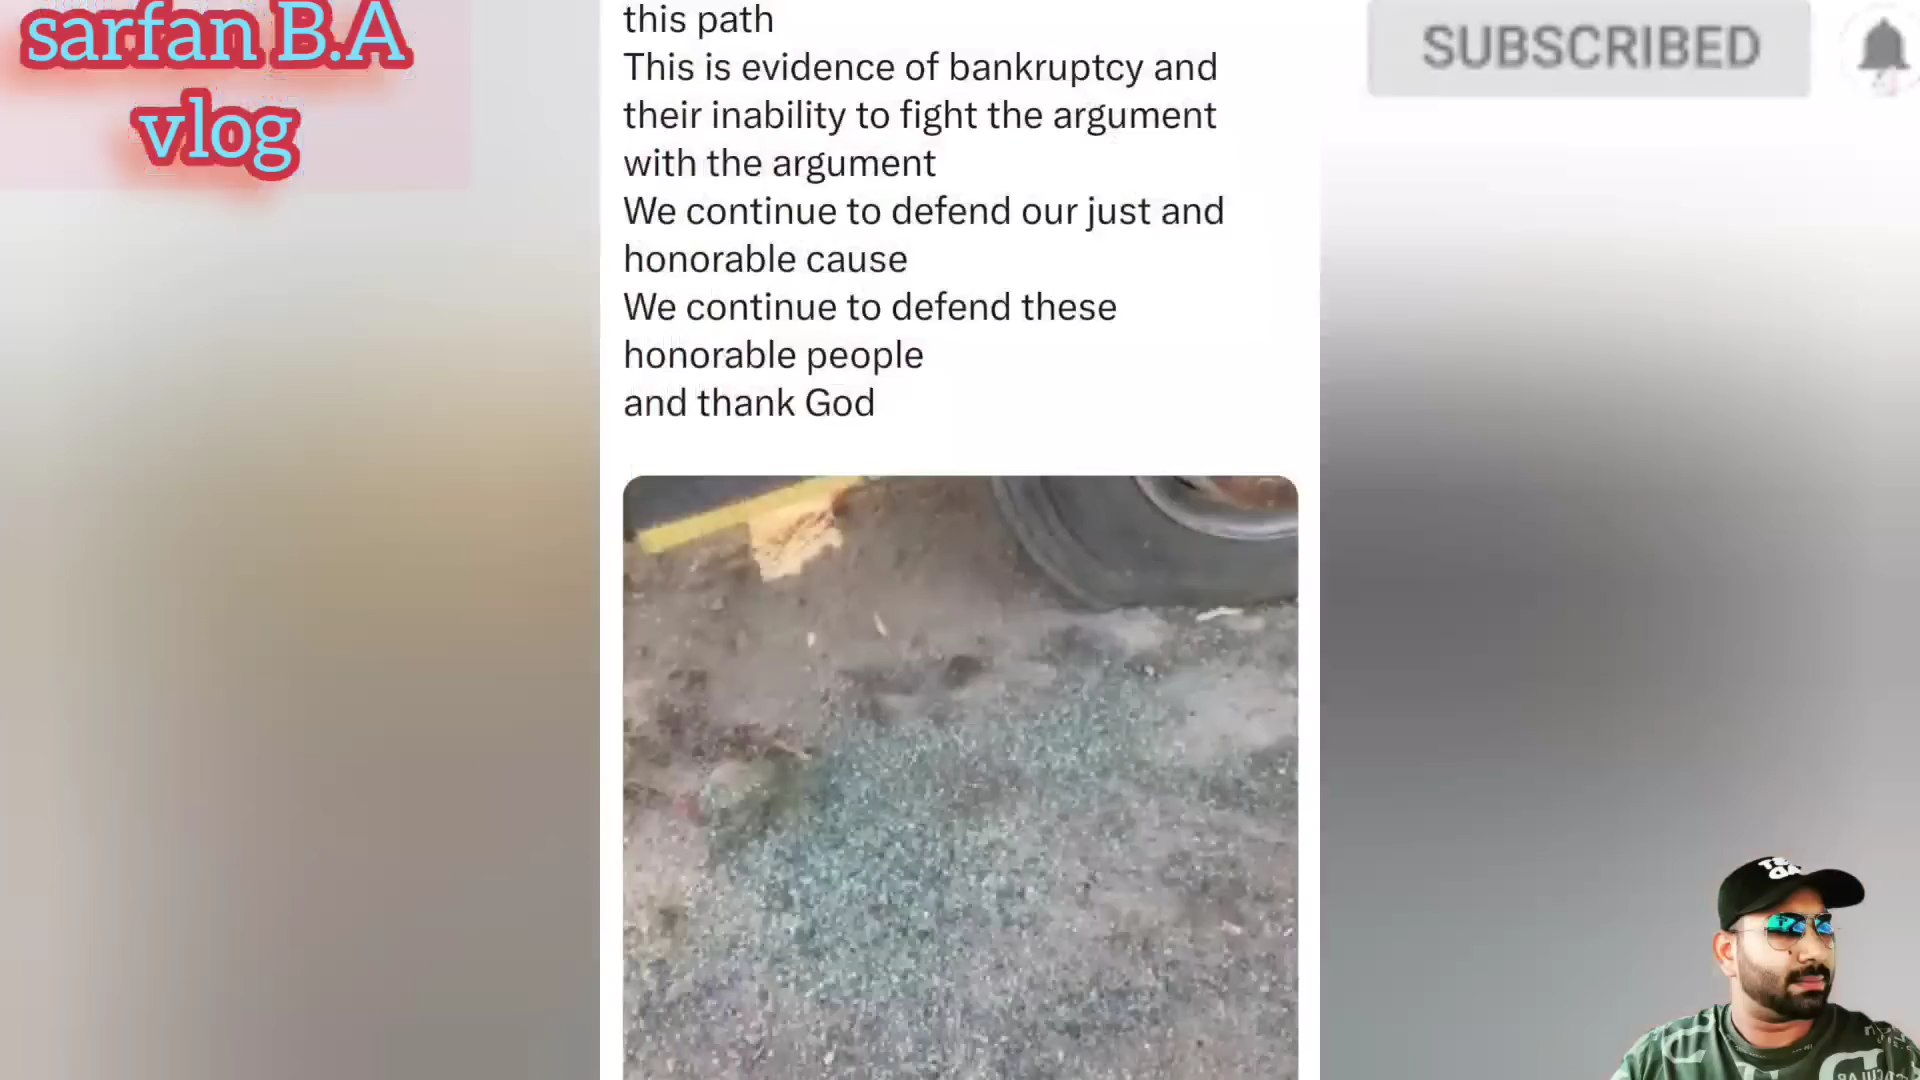 sarfan B.A
vlog
this path
This is evidence of bankruptcy and
their inability to fight the argument
with the argument
We continue to defend our just and
honorable cause
We continue to defend these
honorable people
and thank God
SUBSCRIBED